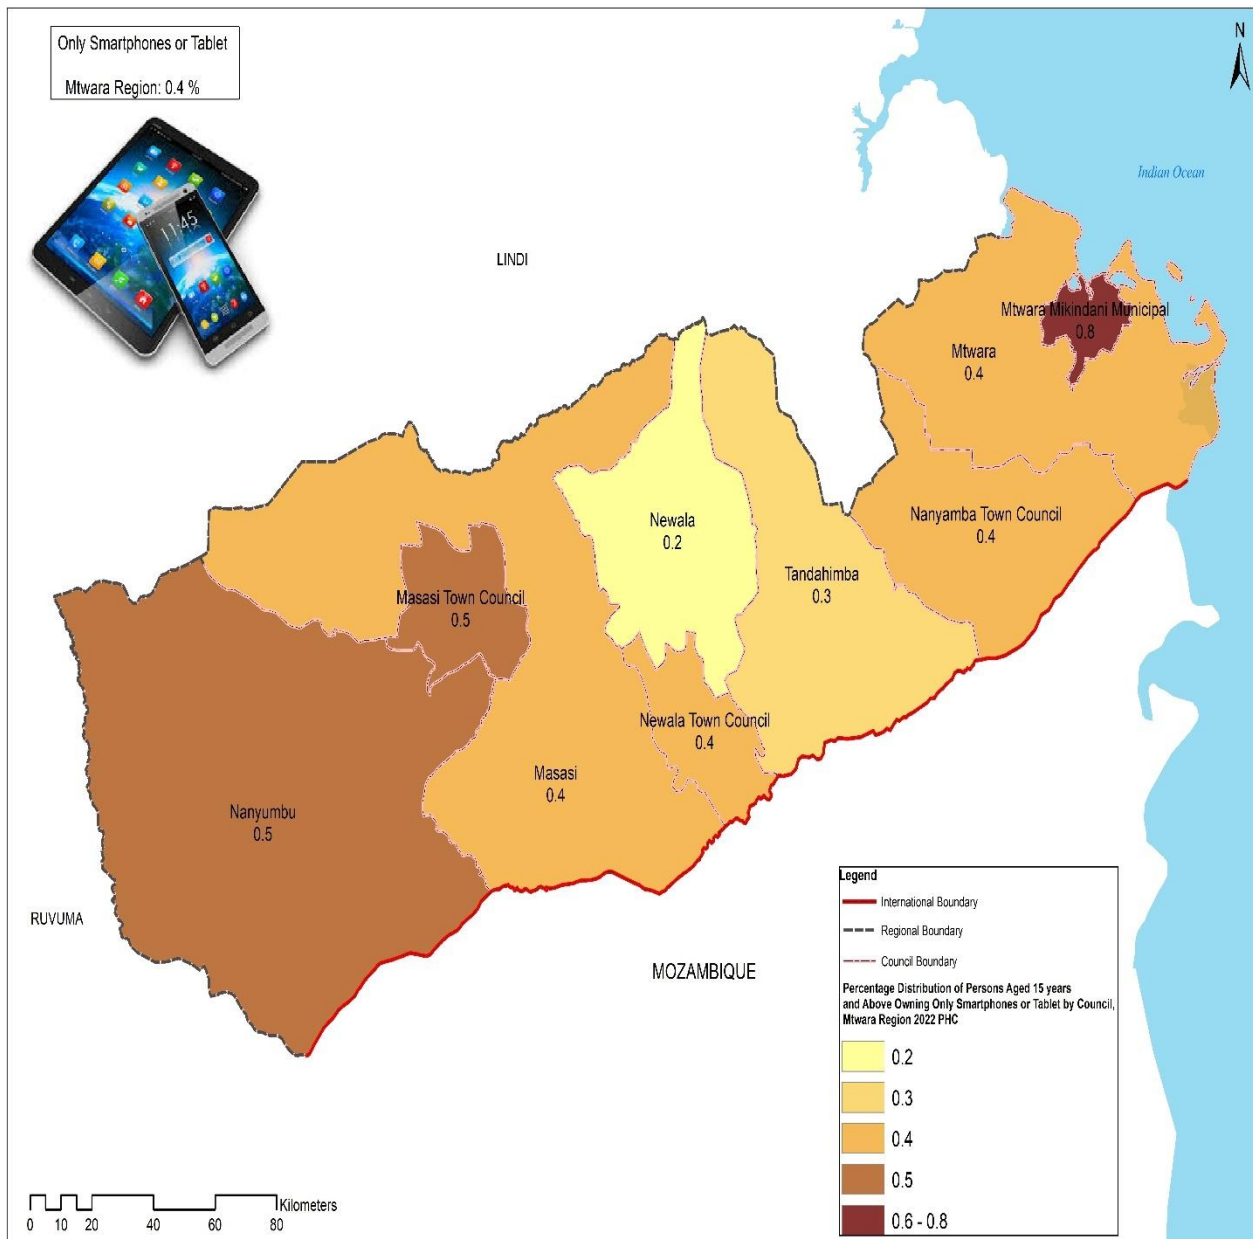 Only Smartphones or Tablet
Mtwara Region: 0.4 %
11:45
N
Indian Ocean
LINDI
Mtwara Mikindani Municipal
0.8
Mtwara
0.4
Nanyamba Town Council
0.4
Newala
0.2
Tandahimba
0.3
Masasi Town Council
0.5
Newala Town Council
0.4
Masasi
0.4
Nanyumbu
0.5
RUVUMA
MOZAMBIQUE
Legend
International Boundary
Regional Boundary
Council Boundary
Percentage Distribution of Persons Aged 15 years
and Above Owning Only Smartphones or Tablet by Council,
Mtwara Region 2022 PHC
0.2
0.3
0.4
0.5
0.6 - 0.8
Kilometers
0 10 20 40 60 80